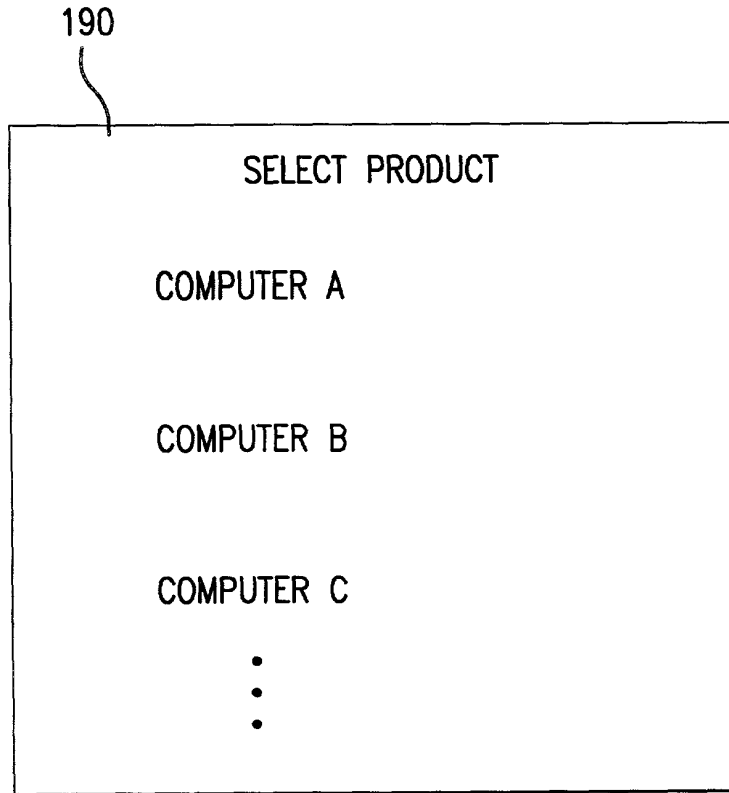 190
SELECT PRODUCT
COMPUTER A
COMPUTER B
COMPUTER C